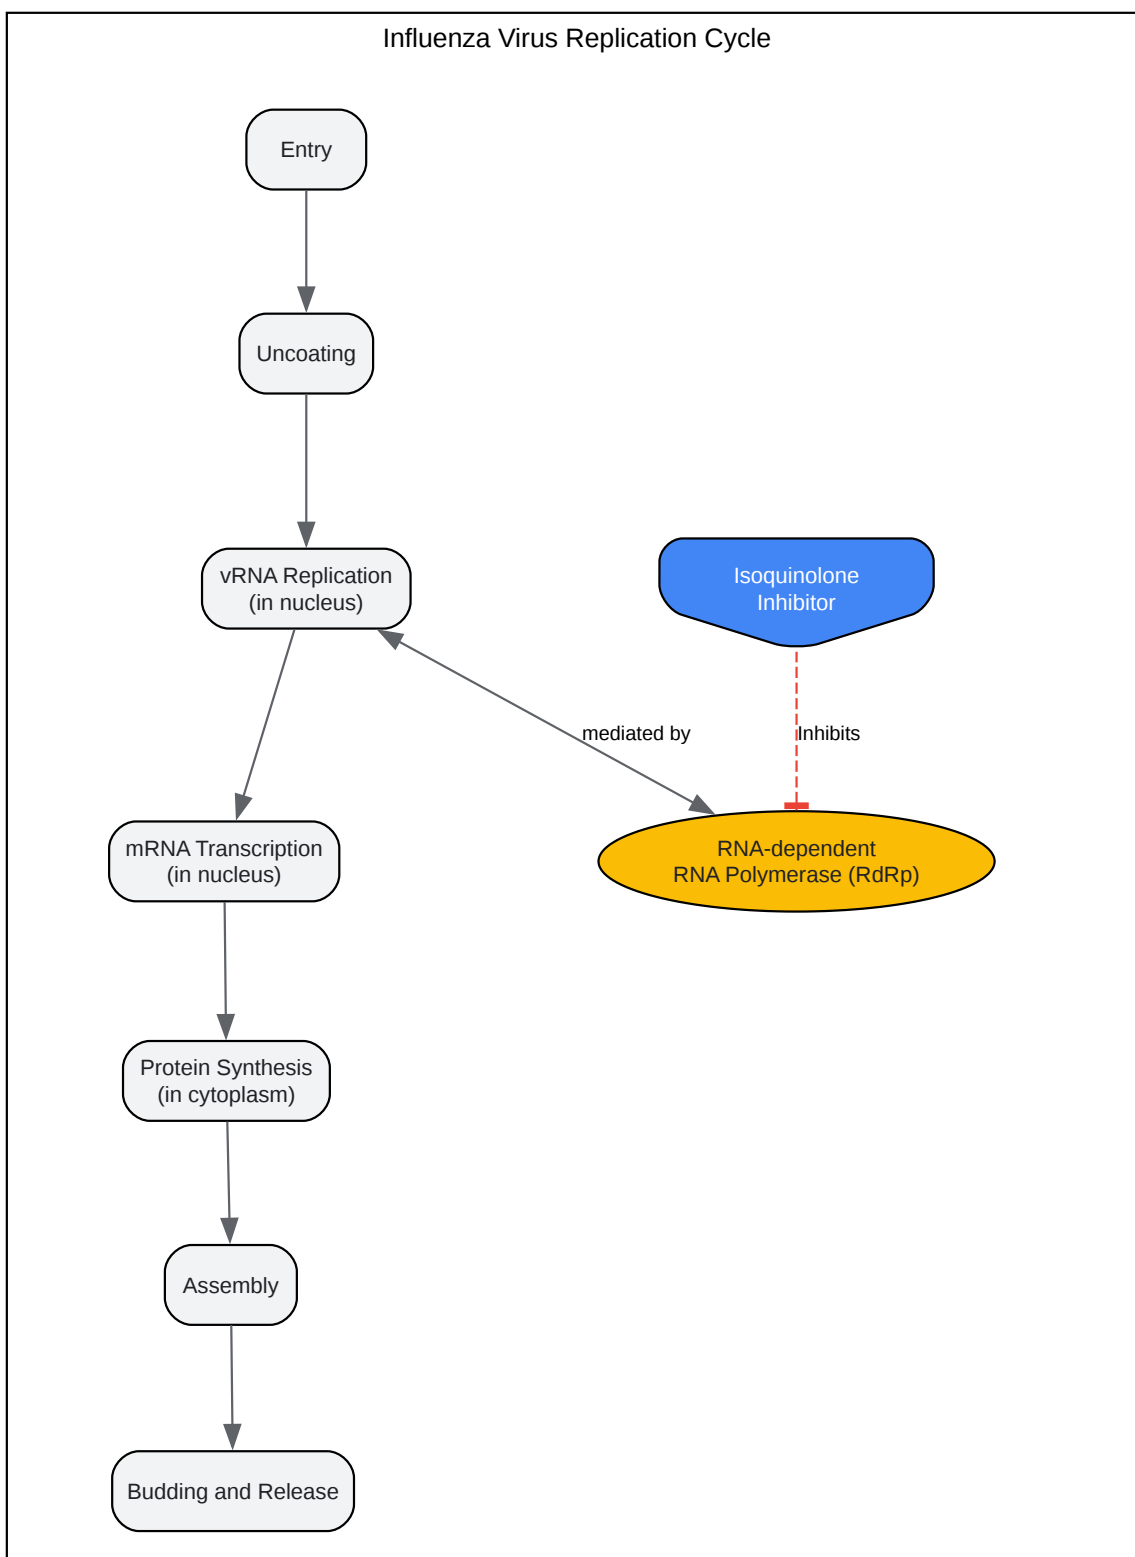 Influenza Virus Replication Cycle
Entry
Uncoating
vRNA Replication
(in nucleus)
Isoquinolone
Inhibitor
mediated by
Inhibits
mRNA Transcription
(in nucleus)
RNA-dependent
RNA Polymerase (RdRp)
Protein Synthesis
(in cytoplasm)
Assembly
Budding and Release